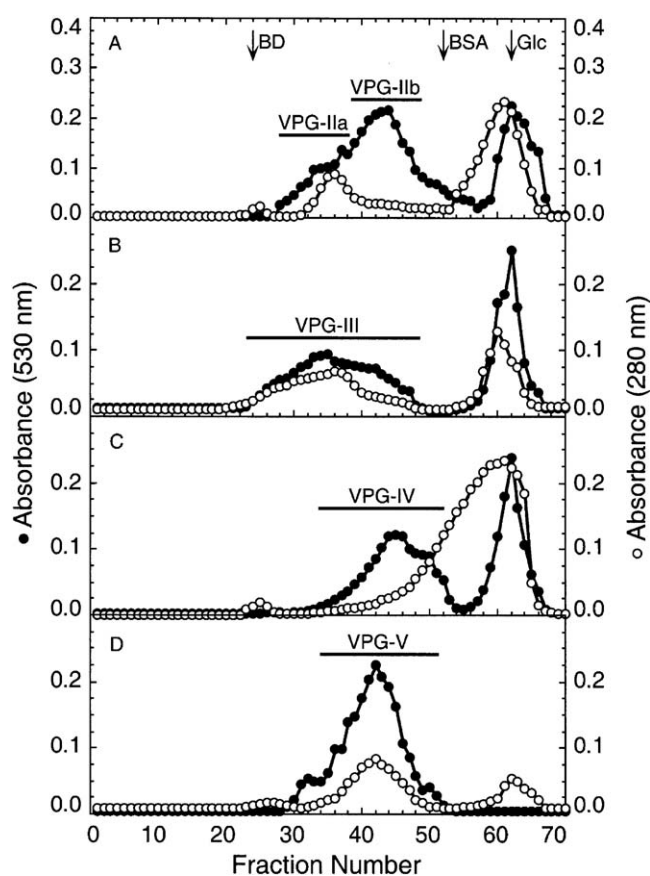 A BD BSA Glc
VPG-IIb
VPG-IIa
0.4 0.4
0.3 0.3
0.2 0.2
0.1 0.1
0.0 0.0
B
VPG-III
0.2 0.2
0.1 0.1
0.0 0.0
C
VPG-IV
0.2 0.2
0.1 0.1
0.0 0.0
D
VPG-V
0.2 0.2
0.1 0.1
0.0 0.0
0 10 20 30 40 50 60 70
Fraction Number
● Absorbance (530 nm)
○ Absorbance (280 nm)